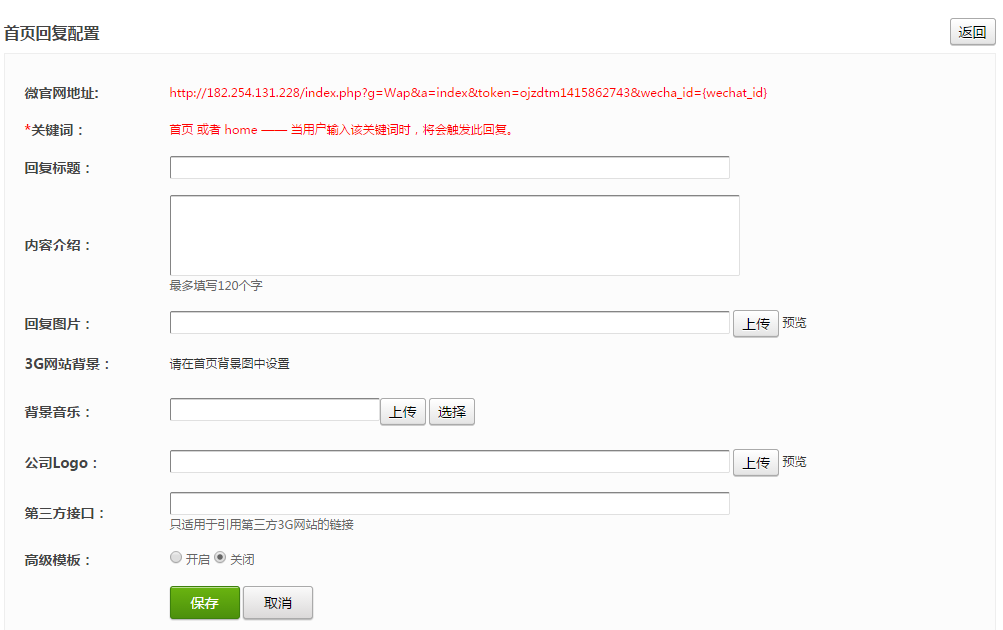 首页回复配置
返回
微官网地址:
http://182.254.131.228/index.php?g=Wap&a=index&token=ojzdtm1415862743&wecha_id={wechat_id}
*关键词：
首页 或者 home —— 当用户输入该关键词时，将会触发此回复。
回复标题：
内容介绍：
最多填写120个字
回复图片：
上传 预览
3G网站背景：
请在首页背景图中设置
背景音乐：
上传 选择
公司Logo：
上传 预览
第三方接口：
只适用于引用第三方3G网站的链接
高级模板：
开启 关闭
保存 取消